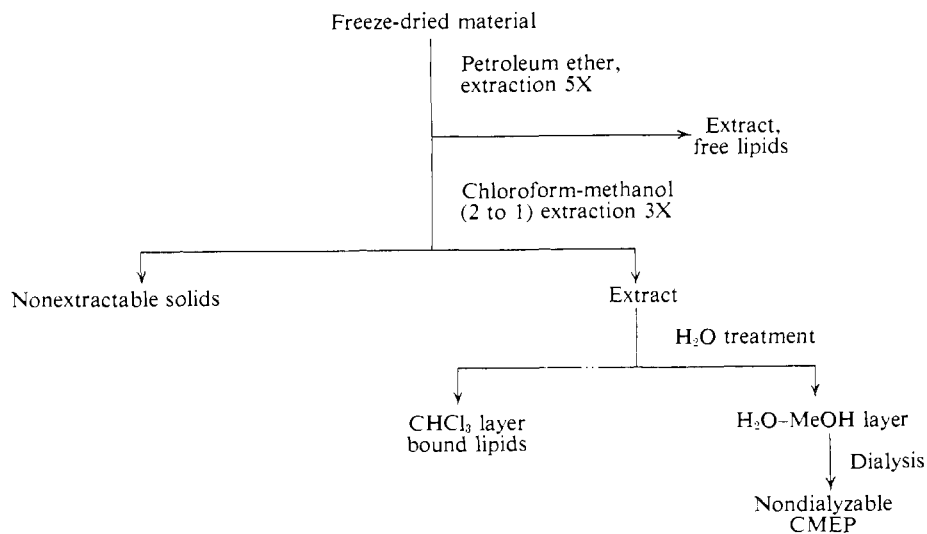 Freeze-dried material
Petroleum ether,
extraction 5X
Extract,
free lipids
Chloroform-methanol
(2 to 1) extraction 3X
Nonextractable solids
Extract
H₂O treatment
CHCl₃ layer
bound lipids
H₂O-MeOH layer
Dialysis
Nondialyzable
CMEP